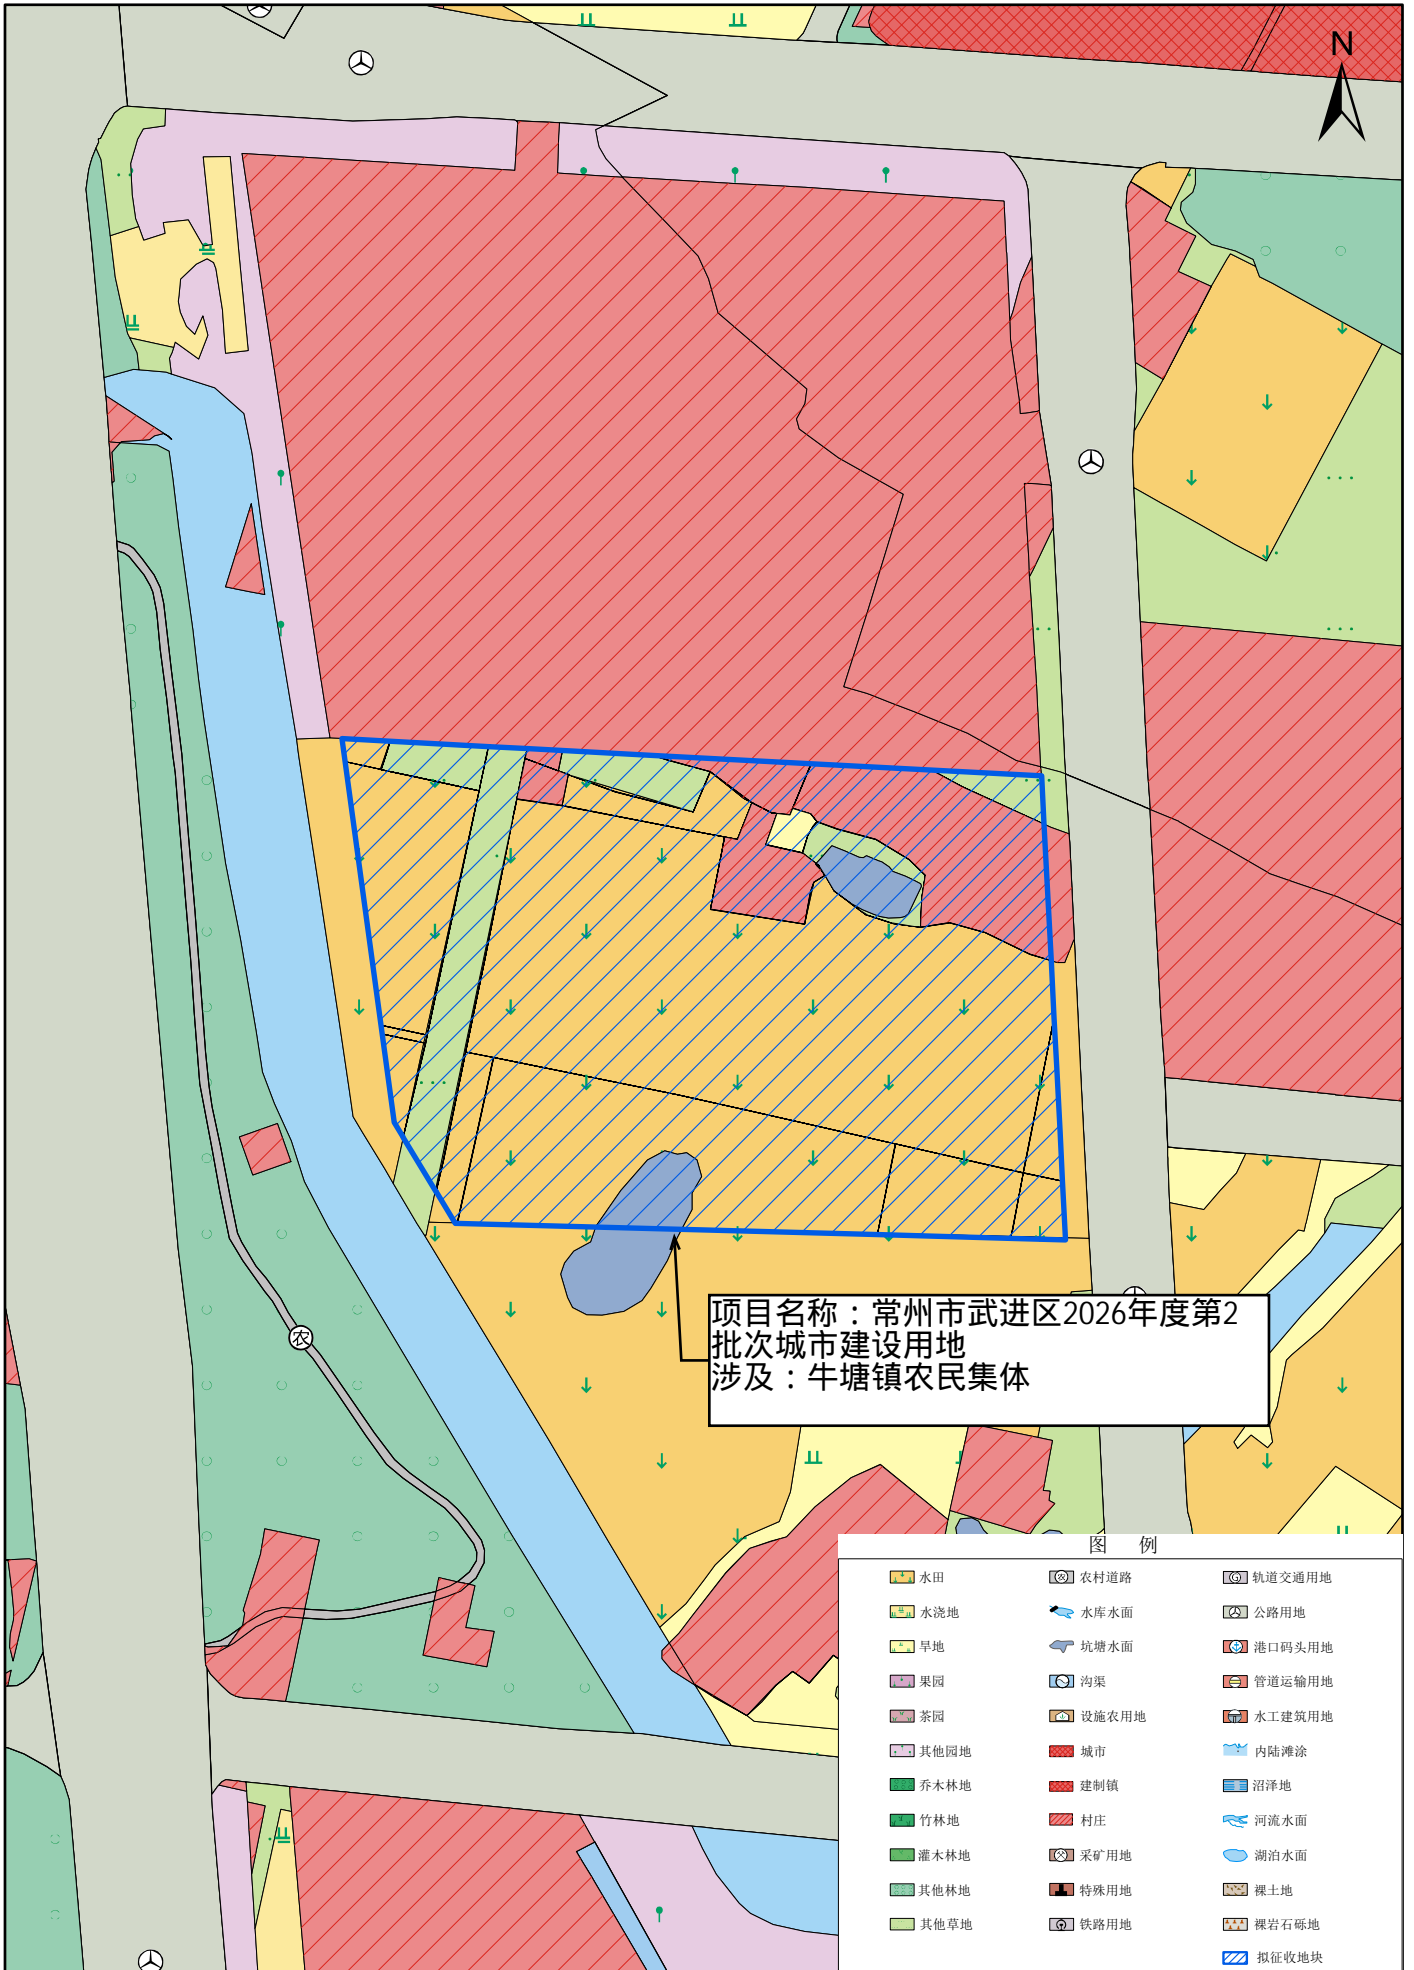 N
农
项目名称：常州市武进区2026年度第2
批次城市建设用地
涉及：牛塘镇农民集体
图 例
水田
农村道路
轨道交通用地
水浇地
水库水面
公路用地
旱地
坑塘水面
港口码头用地
果园
沟渠
管道运输用地
茶园
设施农用地
水工建筑用地
其他园地
城市
内陆滩涂
乔木林地
建制镇
沼泽地
竹林地
村庄
河流水面
灌木林地
采矿用地
湖泊水面
其他林地
特殊用地
裸土地
其他草地
铁路用地
裸岩石砾地
拟征收地块